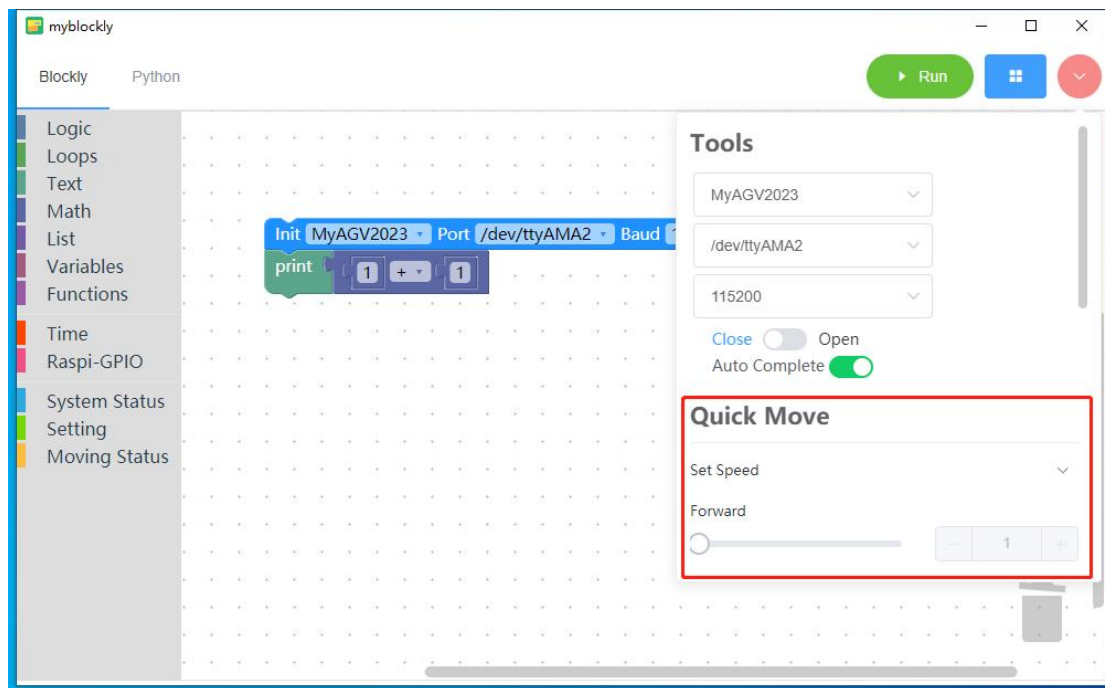 myblockly
Blockly Python
Run
Logic
Loops
Text
Math
List
Variables
Functions
Time
Raspi-GPIO
System Status
Setting
Moving Status
Init MyAGV2023 Port /dev/ttyAMA2 Baud
print 1 + 1
Tools
MyAGV2023
/dev/ttyAMA2
115200
Close Open
Auto Complete
Quick Move
Set Speed
Forward
1